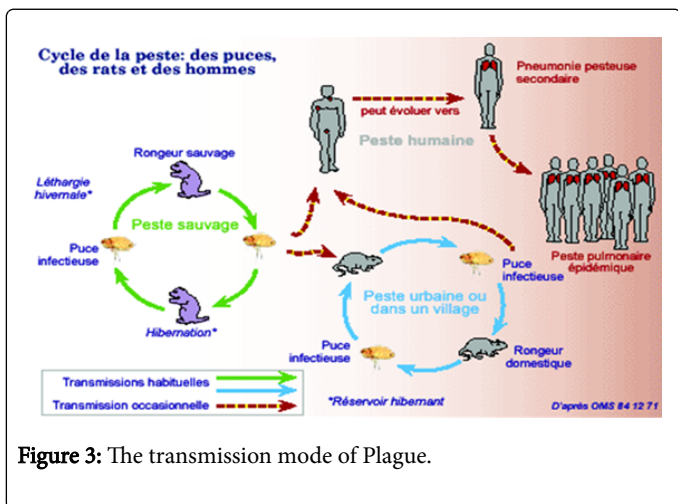 Cycle de la peste: des puces,
des rats et des hommes
Pneumonie pesteuse
secondaire
peut évoluer vers
Peste humaine
Rongeur sauvage
Léthargie
hivernale*
Peste sauvage
Puce
infectieuse
Hibernation*
Peste pulmonaire
épidémique
Puce
infectieuse
Peste urbaine ou
dans un village
Puce
infectieuse
Rongeur
domestique
Transmissions habituelles
Transmission occasionnelle
*Réservoir hibernant
D'après OMS 84 12 71
Figure 3: The transmission mode of Plague.